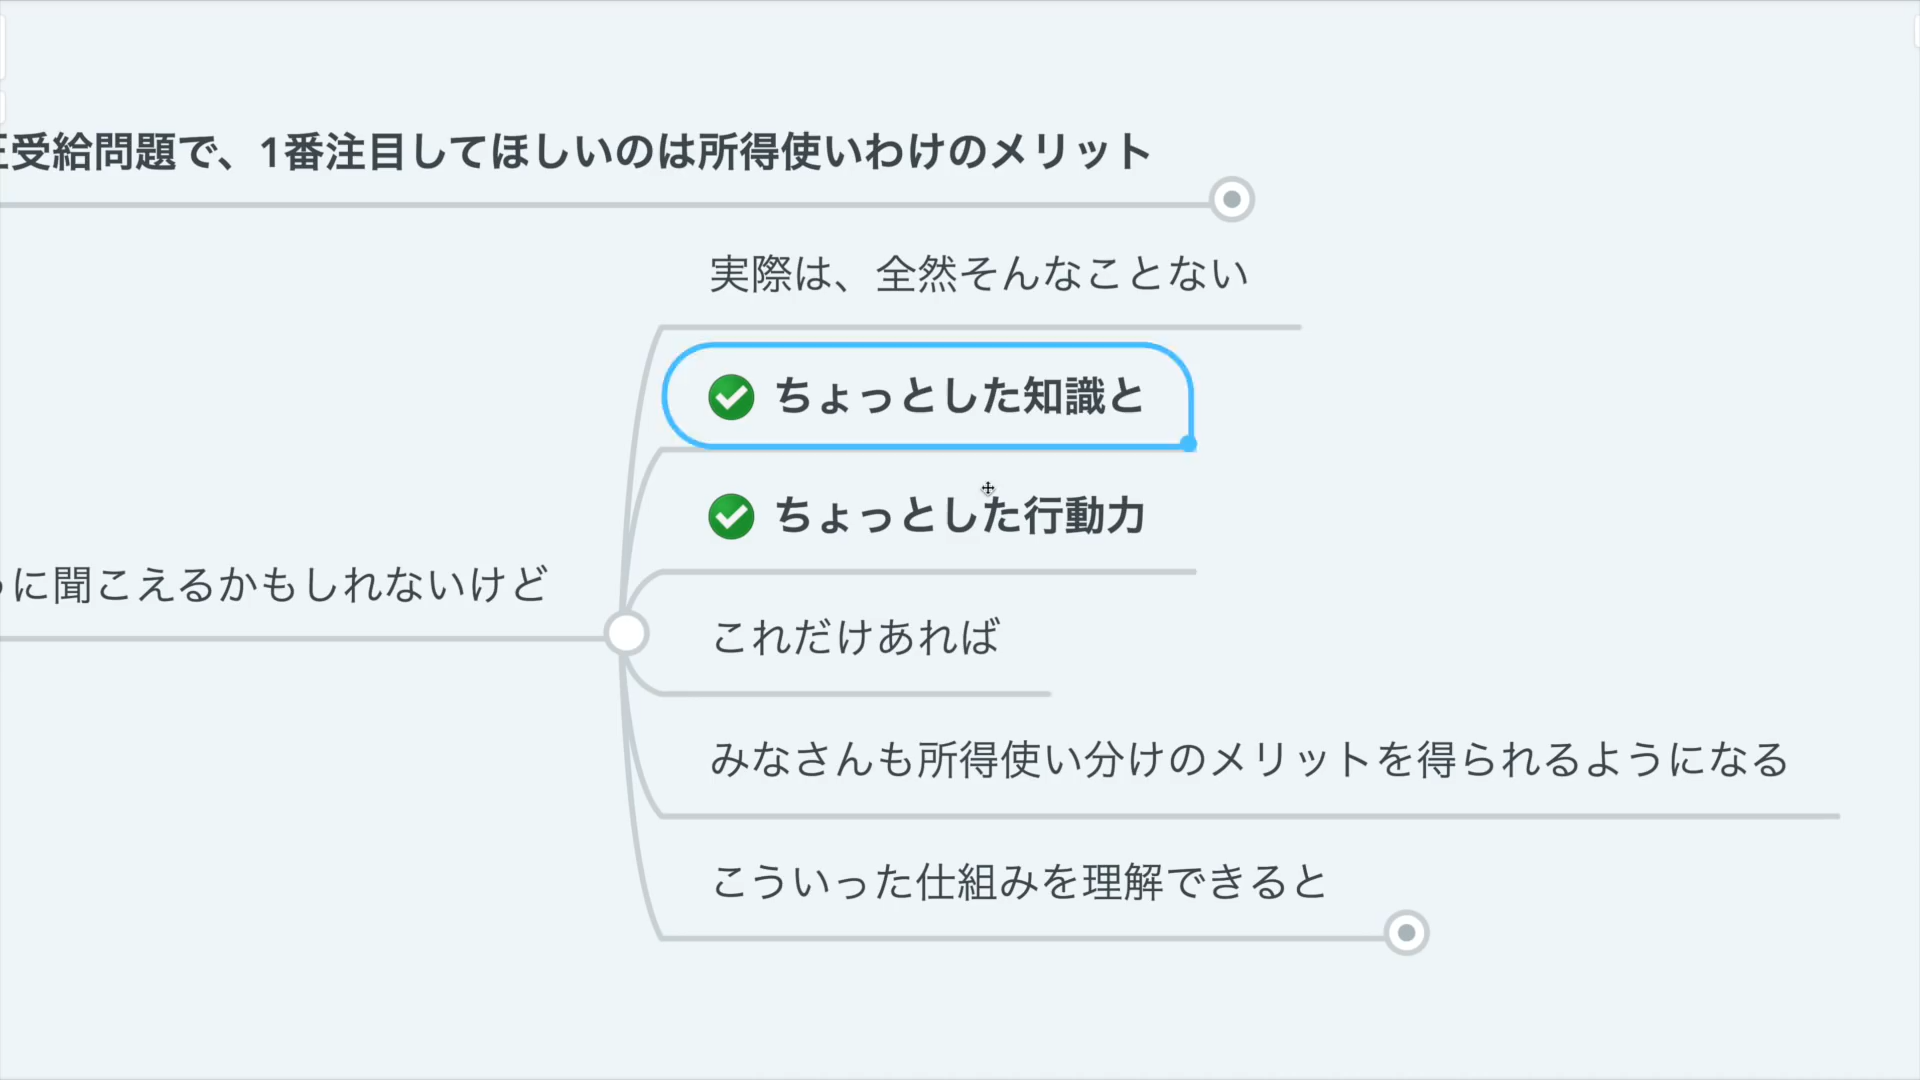 受給問題で、1番注目してほしいのは所得使いわけのメリット
実際は、全然そんなことない
ちょっとした知識と
ちょっとした行動力
に聞こえるかもしれないけど
これだけあれば
みなさんも所得使い分けのメリットを得られるようになる
こういった仕組みを理解できると